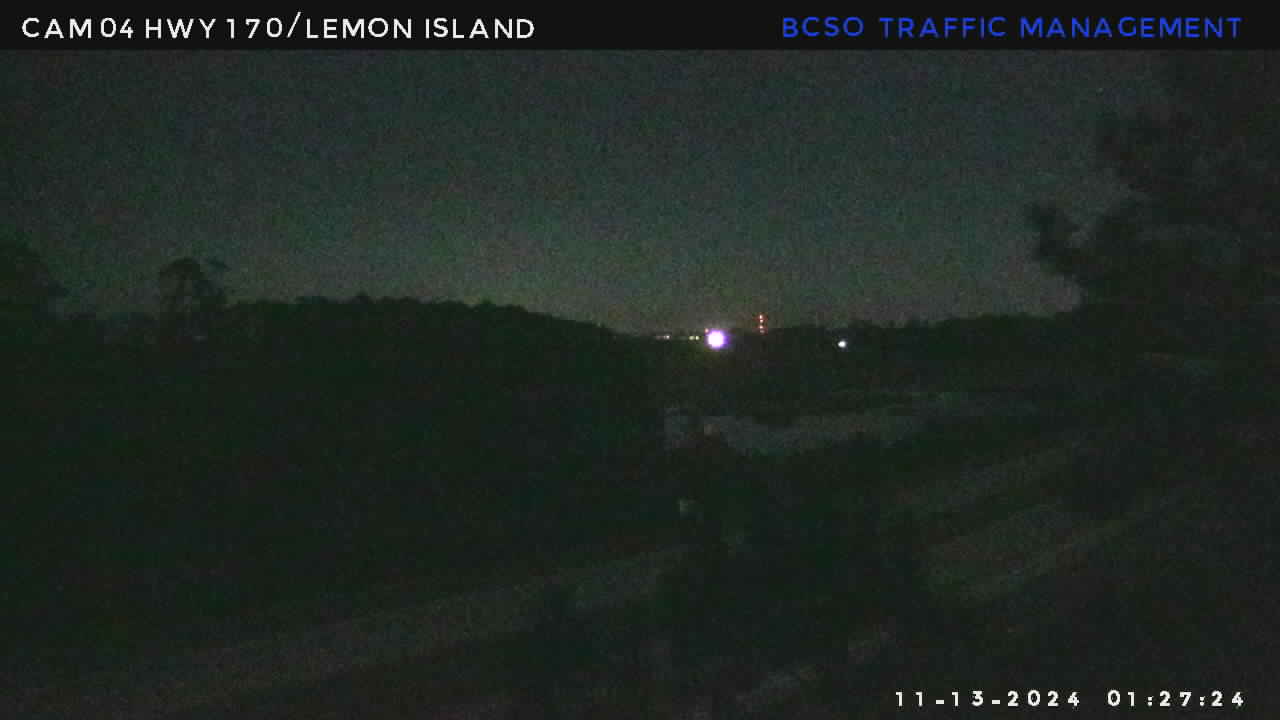 CAM 04 HWY 170/LEMON ISLAND
BCSO TRAFFIC MANAGEMENT
11-13-2024 01:27:24